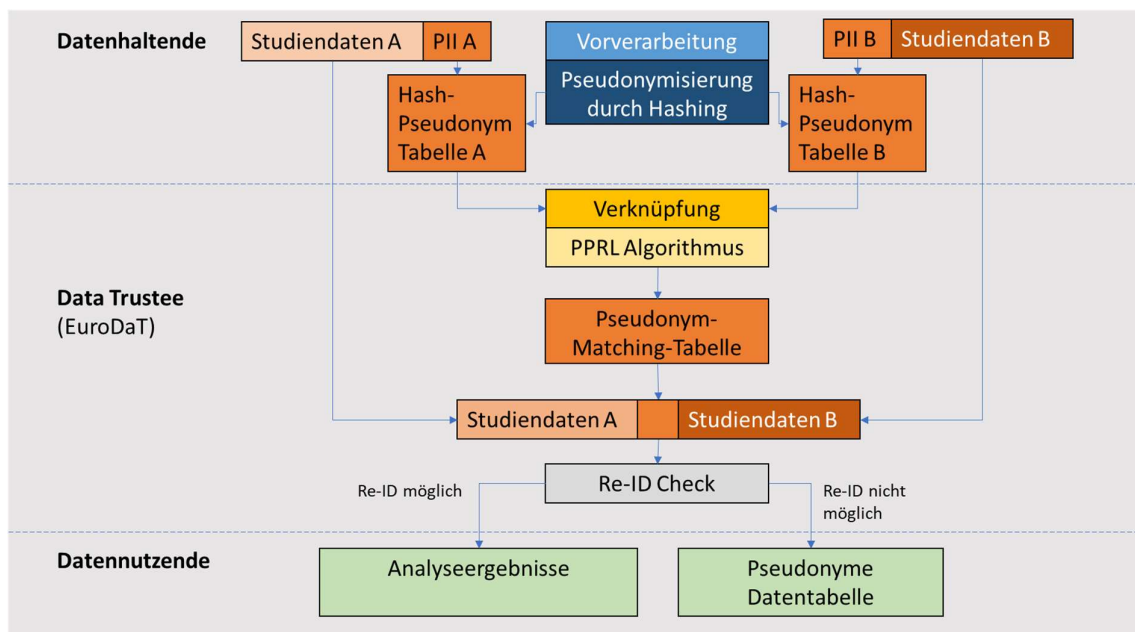 Datenhaltende
Studiendaten A
PII A
Vorverarbeitung
PII B
Studiendaten B
Hash-
Pseudonym
Tabelle A
Pseudonymisierung
durch Hashing
Hash-
Pseudonym
Tabelle B
Verknüpfung
PPRL Algorithmus
Data Trustee
(EuroDaT)
Pseudonym-
Matching-Tabelle
Studiendaten A
Studiendaten B
Re-ID möglich
Re-ID Check
Re-ID nicht
möglich
Datennutzende
Analyseergebnisse
Pseudonyme
Datentabelle